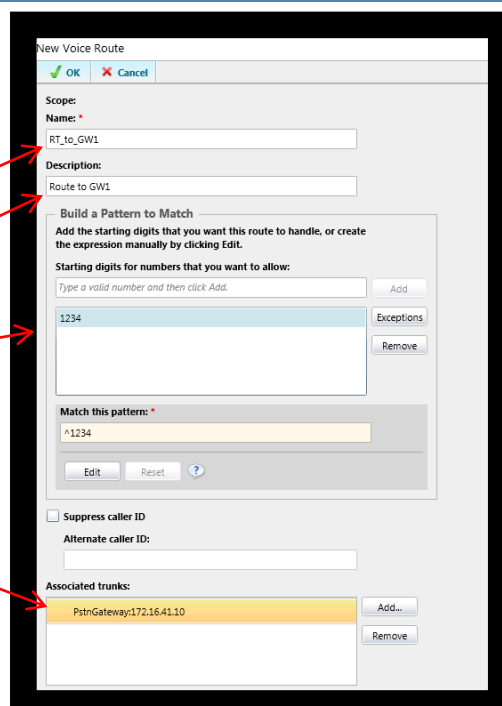 New Voice Route
OK Cancel
Scope:
Name: *
RT_to_GW1
Description:
Route to GW1
Build a Pattern to Match
Add the starting digits that you want this route to handle, or create
the expression manually by clicking Edit.
Starting digits for numbers that you want to allow:
Type a valid number and then click Add. Add
1234 Exceptions
Remove
Match this pattern: *
^1234
Edit Reset ?
Suppress caller ID
Alternate caller ID:
Associated trunks:
PstnGateway:172.16.41.10 Add...
Remove